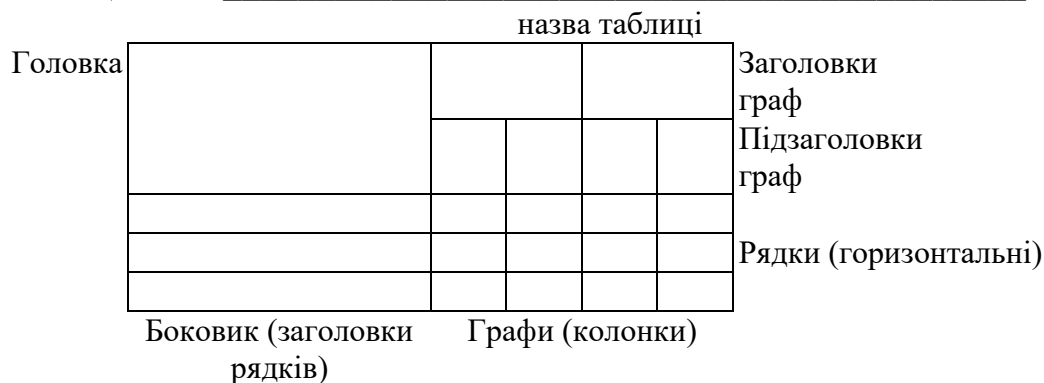 назва таблиці
Головка
Заголовки
граф
Підзаголовки
граф
Рядки (горизонтальні)
Боковик (заголовки
рядків)
Графи (колонки)